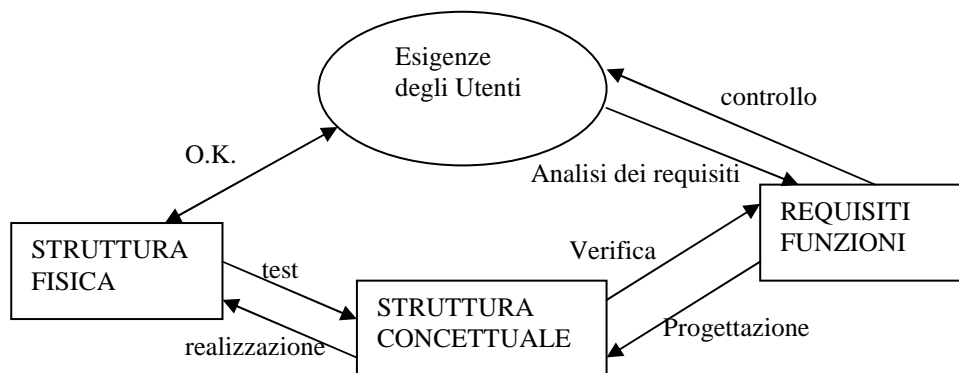 Esigenze
degli Utenti
controllo
O.K.
Analisi dei requisiti
REQUISITI
FUNZIONI
STRUTTURA
FISICA
Verifica
test
STRUTTURA
CONCETTUALE
Progettazione
realizzazione